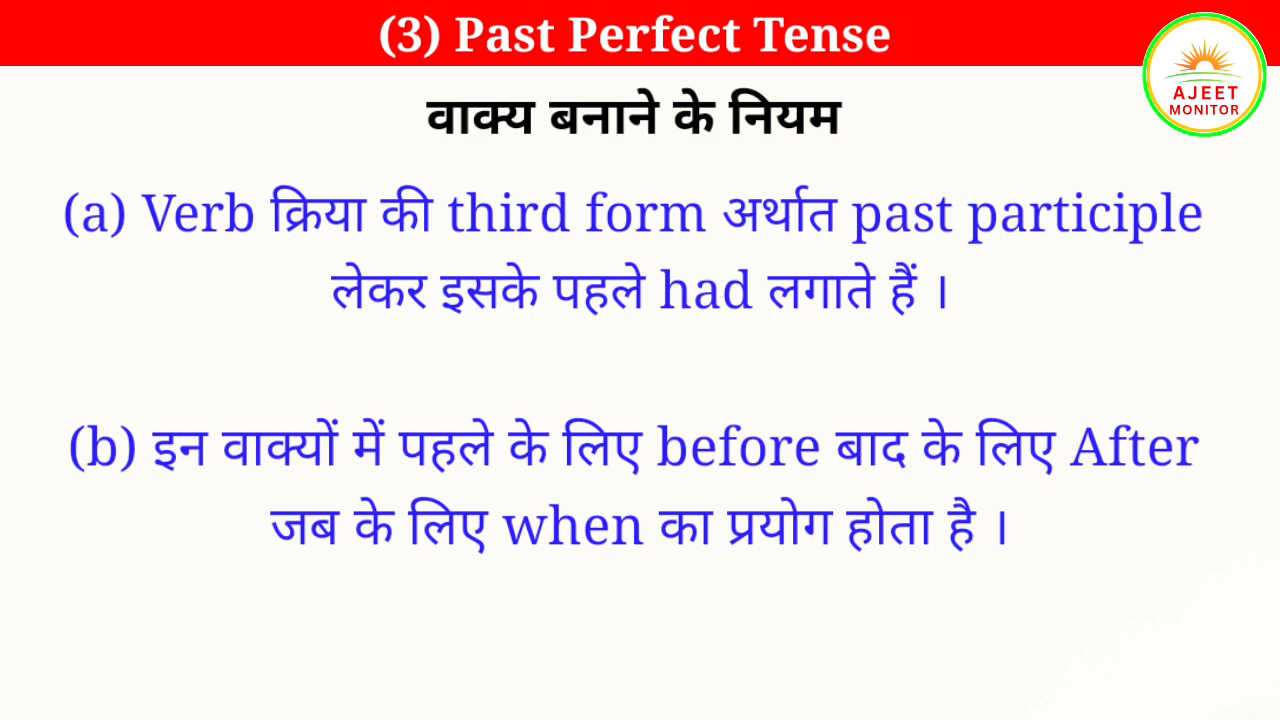 (3) Past Perfect Tense
AJEET
MONITOR
वाक्य बनाने के नियम
(a) Verb क्रिया की third form अर्थात past participle
लेकर इसके पहले had लगाते हैं ।
(b) इन वाक्यों में पहले के लिए before बाद के लिए After
जब के लिए when का प्रयोग होता है ।